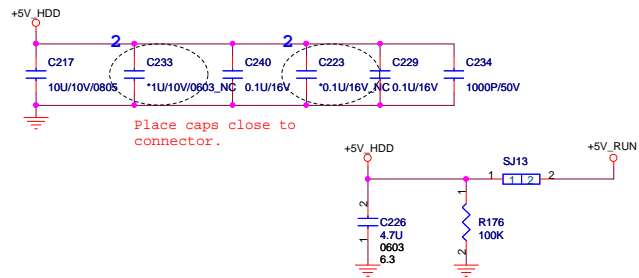 +5V_HDD
2
2
C217
C233
C240
C223
C229
C234
10U/10V/0805
*1U/10V/0603_NC
0.1U/16V
*0.1U/16V_NC
0.1U/16V
1000P/50V
Place caps close to
connector.
+5V_HDD
SJ13
+5V_RUN
1
1 2
2
2
C226
4.7U
0603
6.3
1
1
R176
100K
2